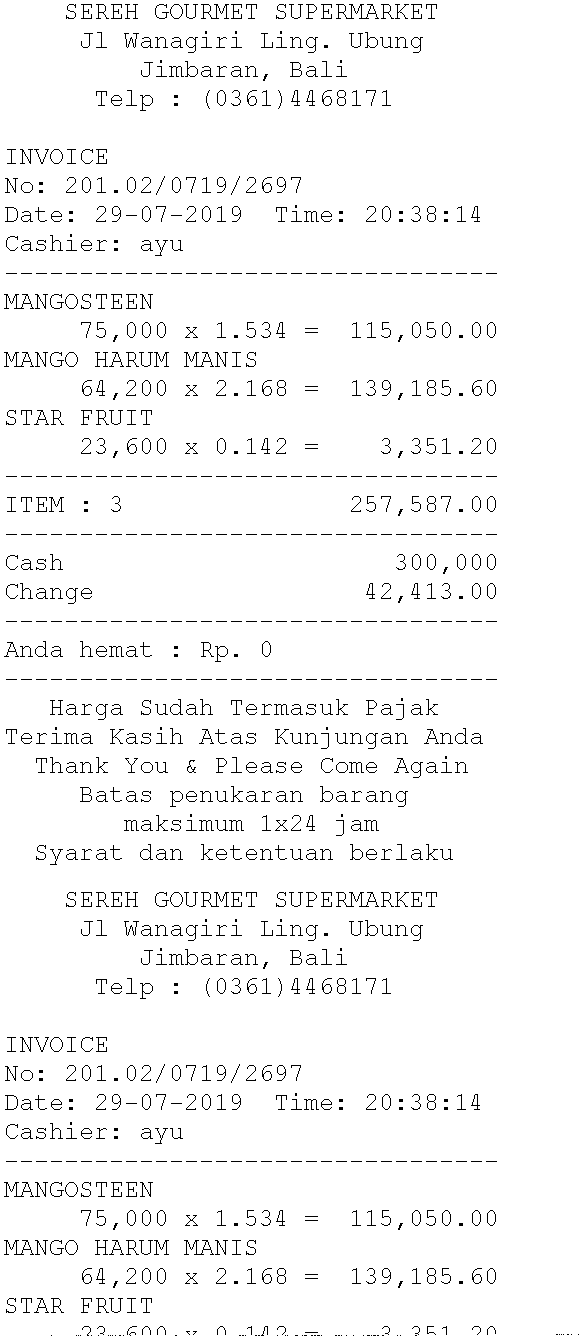 SEREH GOURMET SUPERMARKET
Jl Wanagiri Ling. Ubung
Jimbaran, Bali
Telp : (0361)4468171
INVOICE
No: 201.02/0719/2697
Date: 29-07-2019  Time: 20:38:14
Cashier: ayu
---------------------------------
MANGOSTEEN
75,000 x 1.534 =  115,050.00
MANGO HARUM MANIS
64,200 x 2.168 =  139,185.60
STAR FRUIT
23,600 x 0.142 =    3,351.20
---------------------------------
ITEM : 3               257,587.00
---------------------------------
Cash                      300,000
Change                  42,413.00
---------------------------------
Anda hemat : Rp. 0
---------------------------------
Harga Sudah Termasuk Pajak
Terima Kasih Atas Kunjungan Anda
Thank You & Please Come Again
Batas penukaran barang
maksimum 1x24 jam
Syarat dan ketentuan berlaku
SEREH GOURMET SUPERMARKET
Jl Wanagiri Ling. Ubung
Jimbaran, Bali
Telp : (0361)4468171
INVOICE
No: 201.02/0719/2697
Date: 29-07-2019  Time: 20:38:14
Cashier: ayu
---------------------------------
MANGOSTEEN
75,000 x 1.534 =  115,050.00
MANGO HARUM MANIS
64,200 x 2.168 =  139,185.60
STAR FRUIT
23,600 x 0.142 =    3,351.20